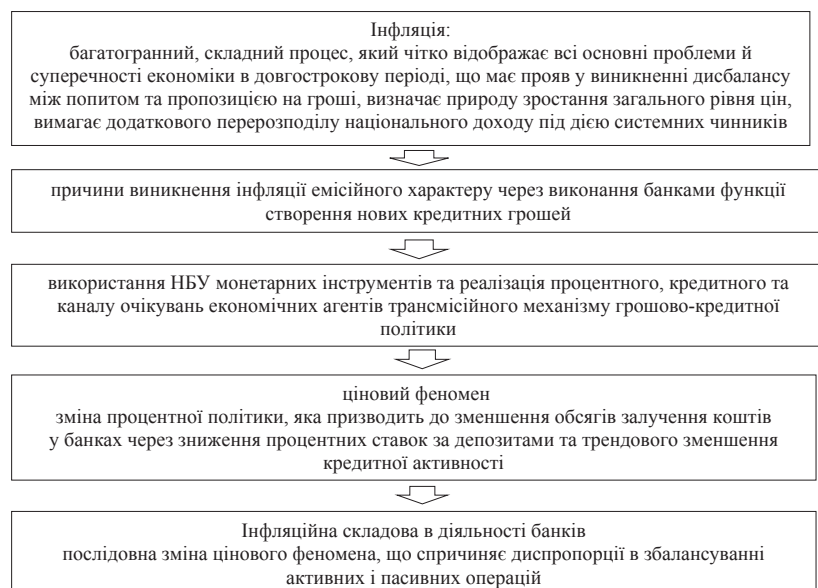 Інфляція:
багатогранний, складний процес, який чітко відображає всі основні проблеми й
суперечності економіки в довгострокову періоді, що має прояв у виникненні дисбалансу
між попитом та пропозицією на гроші, визначає природу зростання загального рівня цін,
вимагає додаткового перерозподілу національного доходу під дією системних чинників
причини виникнення інфляції емісійного характеру через виконання банками функції
створення нових кредитних грошей
використання НБУ монетарних інструментів та реалізація процентного, кредитного та
каналу очікувань економічних агентів трансмісійного механізму грошово-кредитної
політики
ціновий феномен
зміна процентної політики, яка призводить до зменшення обсягів залучення коштів
у банках через зниження процентних ставок за депозитами та трендового зменшення
кредитної активності
Інфляційна складова в діяльності банків
послідовна зміна цінового феномена, що спричиняє диспропорції в збалансуванні
активних і пасивних операцій